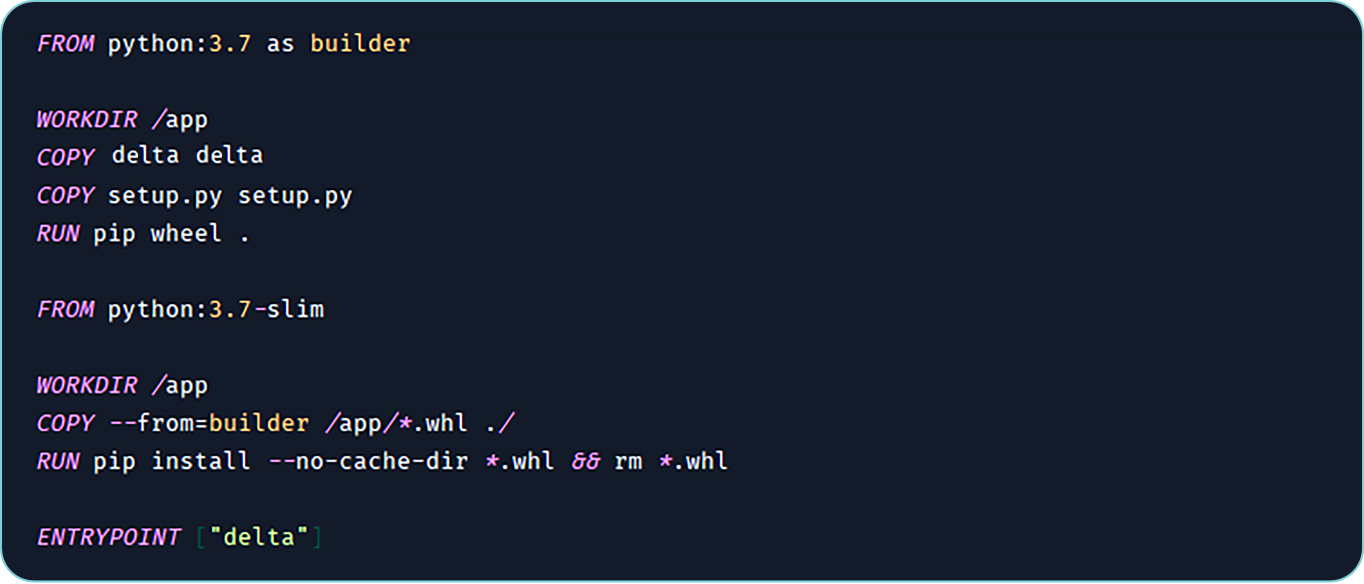 FROM python:3.7 as builder
WORKDIR /app
COPY delta delta
COPY setup.py setup.py
RUN pip wheel .
FROM python:3.7-slim
WORKDIR /app
COPY --from=builder /app/*.whl ./
RUN pip install --no-cache-dir *.whl && rm *.whl
ENTRYPOINT ["delta"]